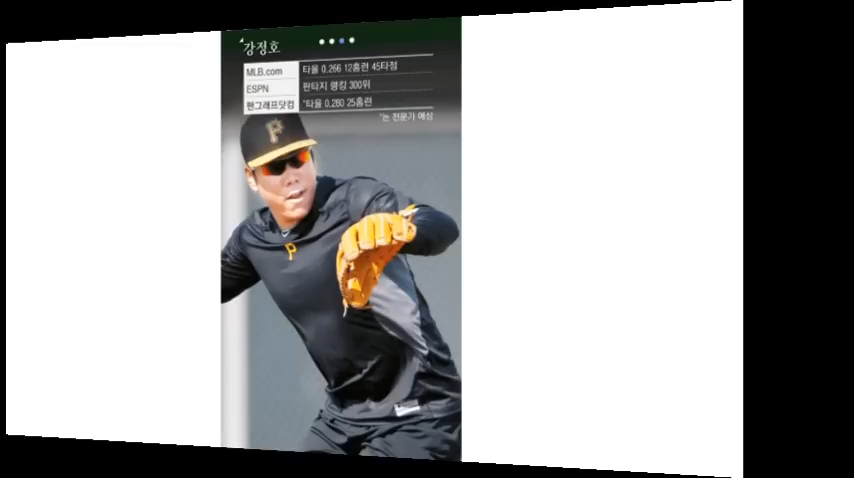 강정호
MLB.com 타율 0.266 12홈런 45타점
ESPN 판타지 랭킹 300위
팬그래프닷컴 *타율 0.280 25홈런
*는 전문가 예상
P
P